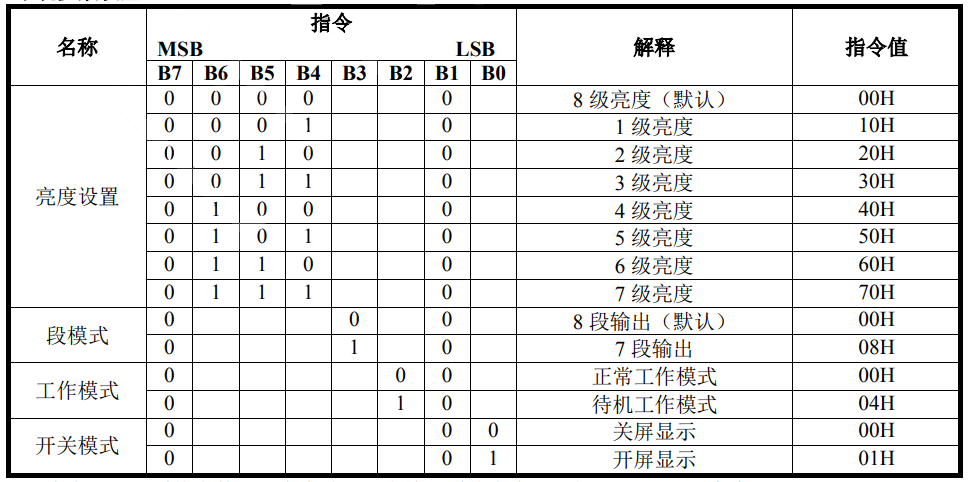 名称 指令 解释 指令值
MSB LSB
B7 B6 B5 B4 B3 B2 B1 B0
亮度设置 0 0 0 0 0 8 级亮度（默认） 00H
0 0 0 1 0 1 级亮度 10H
0 0 1 0 0 2 级亮度 20H
0 0 1 1 0 3 级亮度 30H
0 1 0 0 0 4 级亮度 40H
0 1 0 1 0 5 级亮度 50H
0 1 1 0 0 6 级亮度 60H
0 1 1 1 0 7 级亮度 70H
段模式 0 0 0 8 段输出（默认） 00H
0 1 0 7 段输出 08H
工作模式 0 0 0 正常工作模式 00H
0 1 0 待机工作模式 04H
开关模式 0 0 0 关屏显示 00H
0 0 1 开屏显示 01H